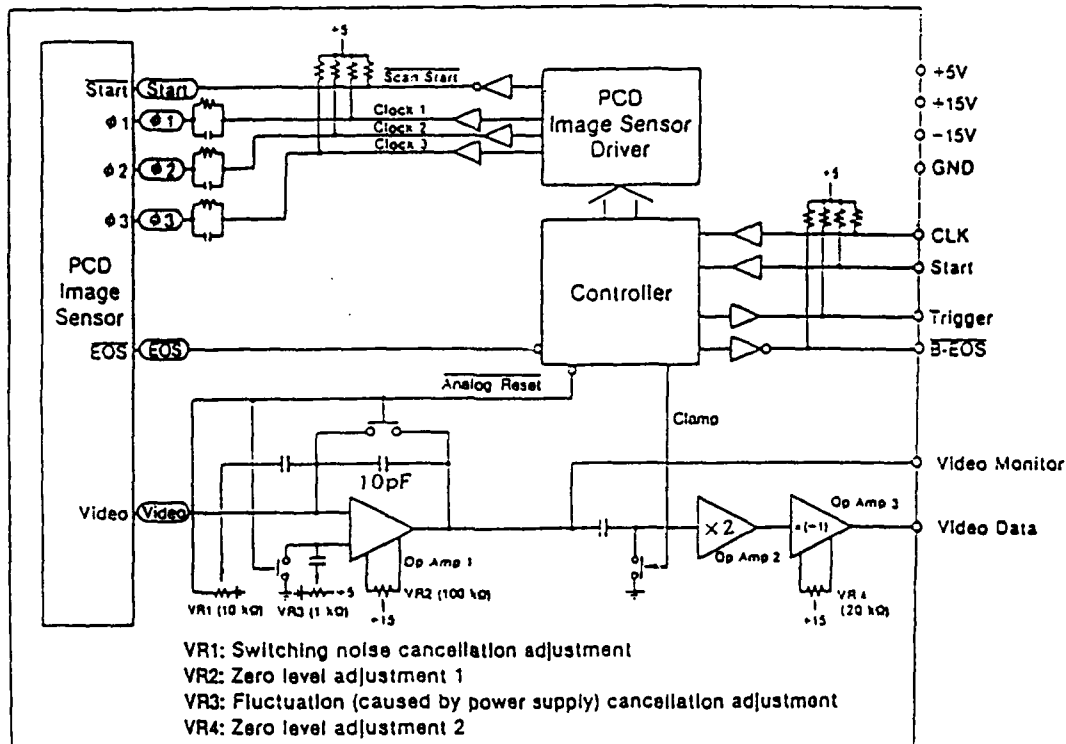 +5
+5V
Scan Start
PCD
Image Sensor
Driver
Start
Start
+15V
Clock 1
ϕ1
ϕ1
Clock 2
-15V
Clock 3
ϕ2
ϕ2
GND
+5
ϕ3
ϕ3
CLK
PCD
Image
Sensor
Controller
Start
Trigger
EOS
EOS
B-EOS
Analog Reset
Clamp
Video Monitor
10pF
Op Amp 3
Video
Video
×2
×(-1)
Video Data
Op Amp 1
Op Amp 2
+5
VR1 (10 kΩ)
VR3 (1 kΩ)
VR2 (100 kΩ)
VR4
(20 kΩ)
+15
+15
VR1: Switching noise cancellation adjustment
VR2: Zero level adjustment 1
VR3: Fluctuation (caused by power supply) cancellation adjustment
VR4: Zero level adjustment 2